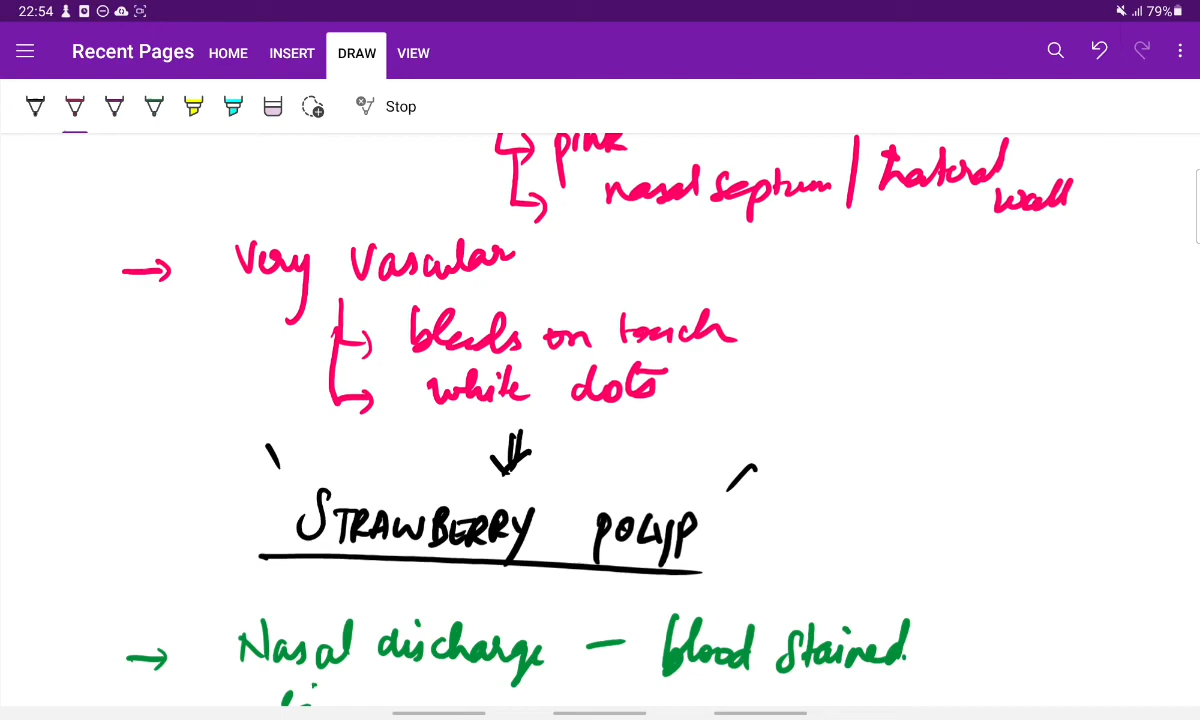 22:54 79%
Recent Pages HOME INSERT DRAW VIEW
Stop
→ pink
→ nasal septum / lateral wall
→ Very Vascular
→ bleeds on touch
→ white dots
" STRAWBERRY POLYP "
→ Nasal discharge - blood stained.